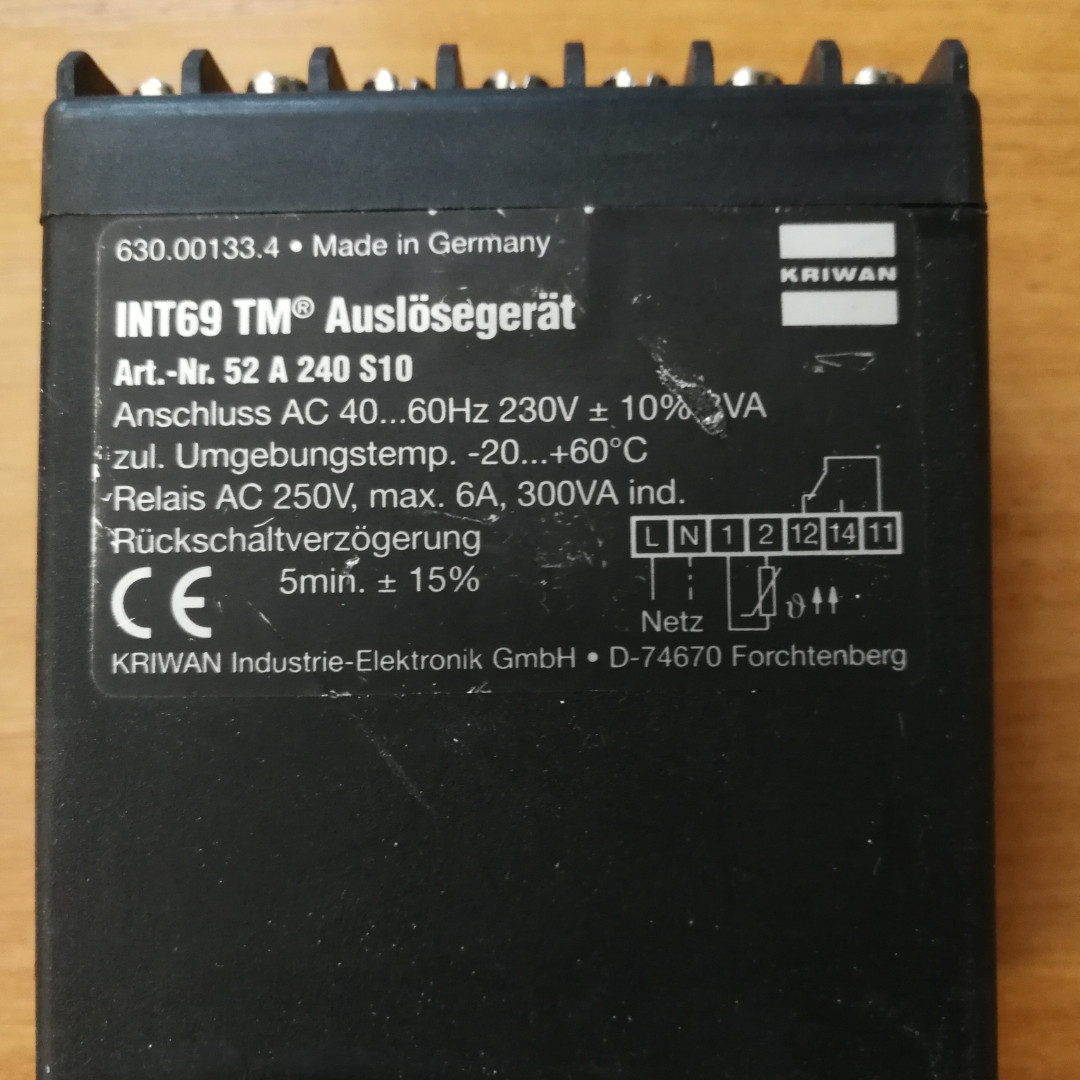 630.00133.4 • Made in Germany
KRIWAN
INT69 TM® Auslösegerät
Art.-Nr. 52 A 240 S10
Anschluss AC 40...60Hz 230V ± 10% VA
zul. Umgebungstemp. -20...+60°C
Relais AC 250V, max. 6A, 300VA ind.
Rückschaltverzögerung
5min. ± 15%
CE
L N 1 2 12 14 11
Netz
ϑ
KRIWAN Industrie-Elektronik GmbH • D-74670 Forchtenberg